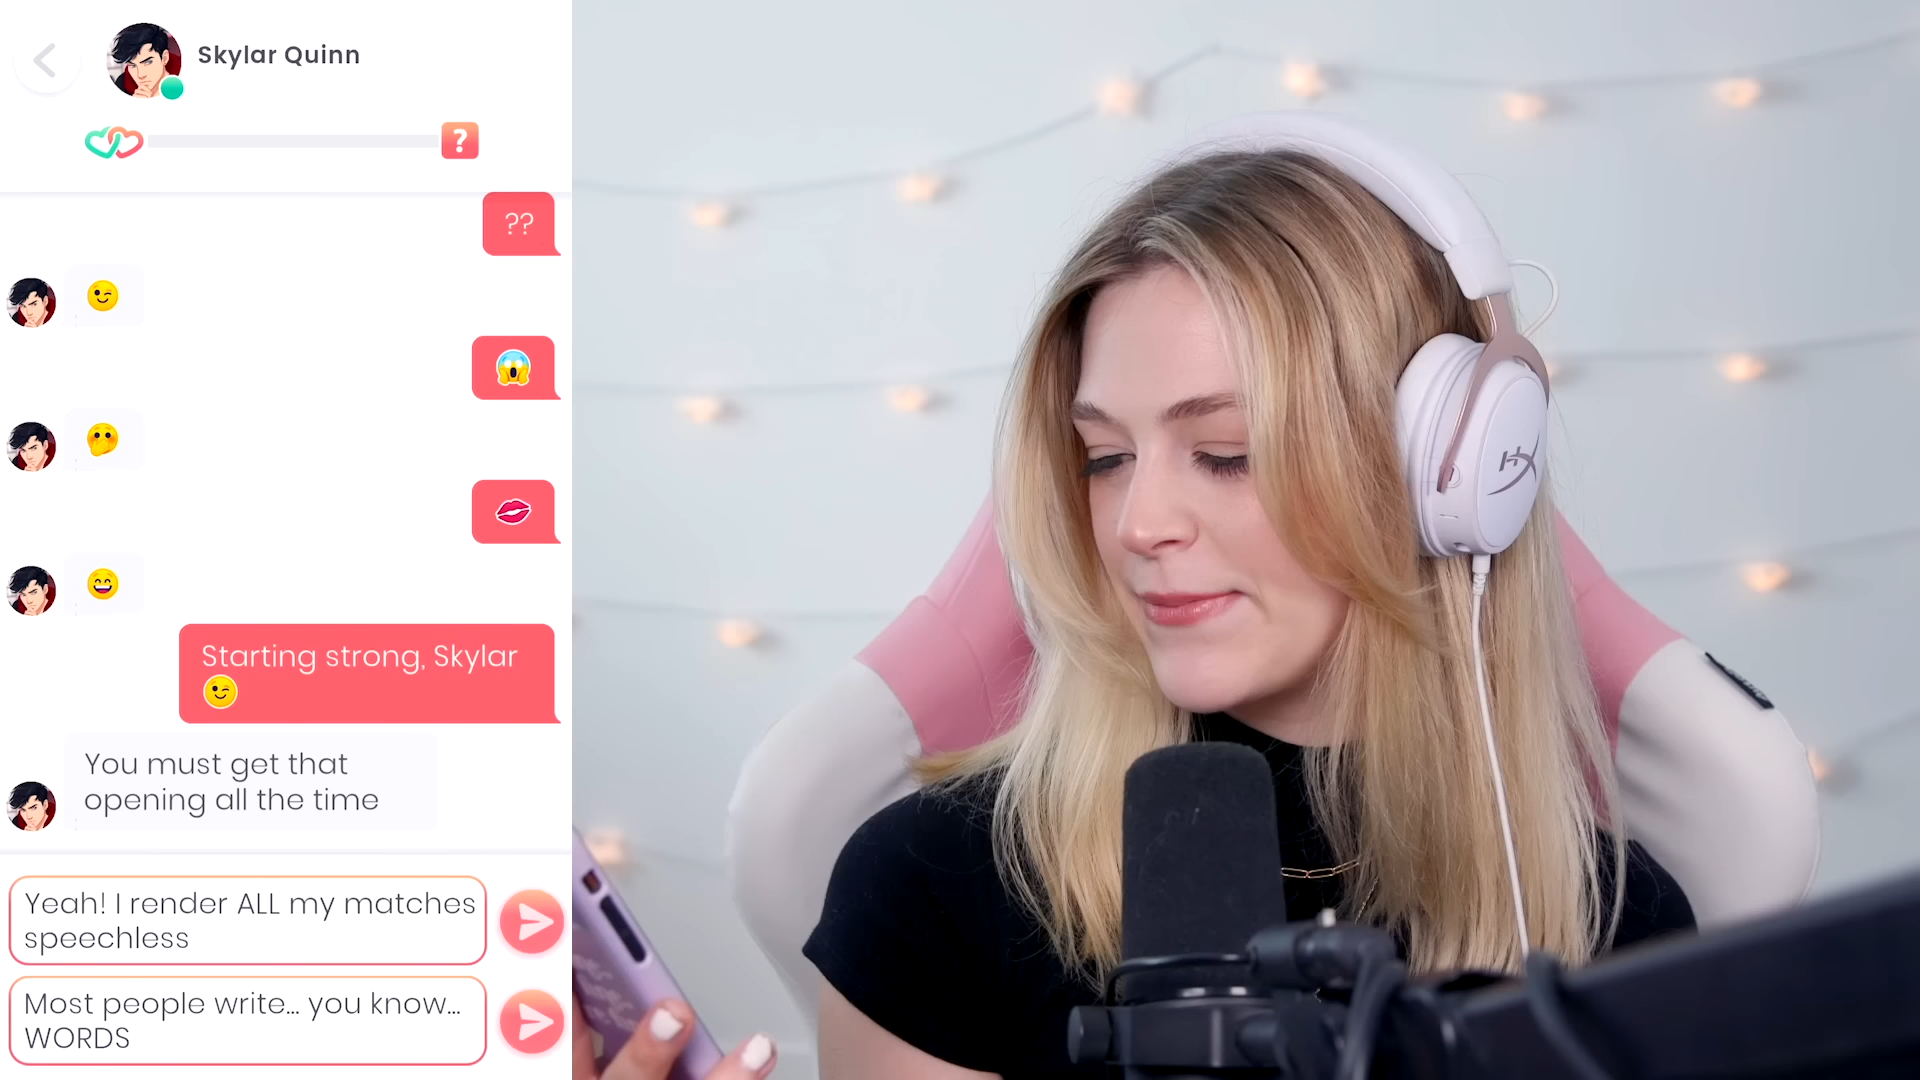 Skylar Quinn
?
??
Starting strong, Skylar
You must get that
opening all the time
Yeah! I render ALL my matches
speechless
Most people write... you know...
WORDS
HX